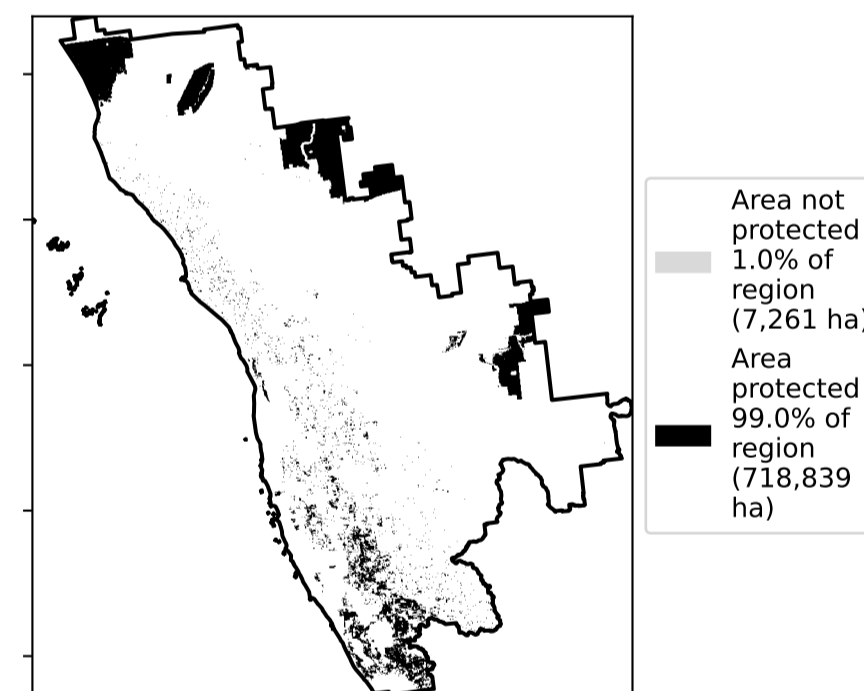 Area not
protected
1.0% of
region
(7,261 ha)
Area
protected
99.0% of
region
(718,839
ha)